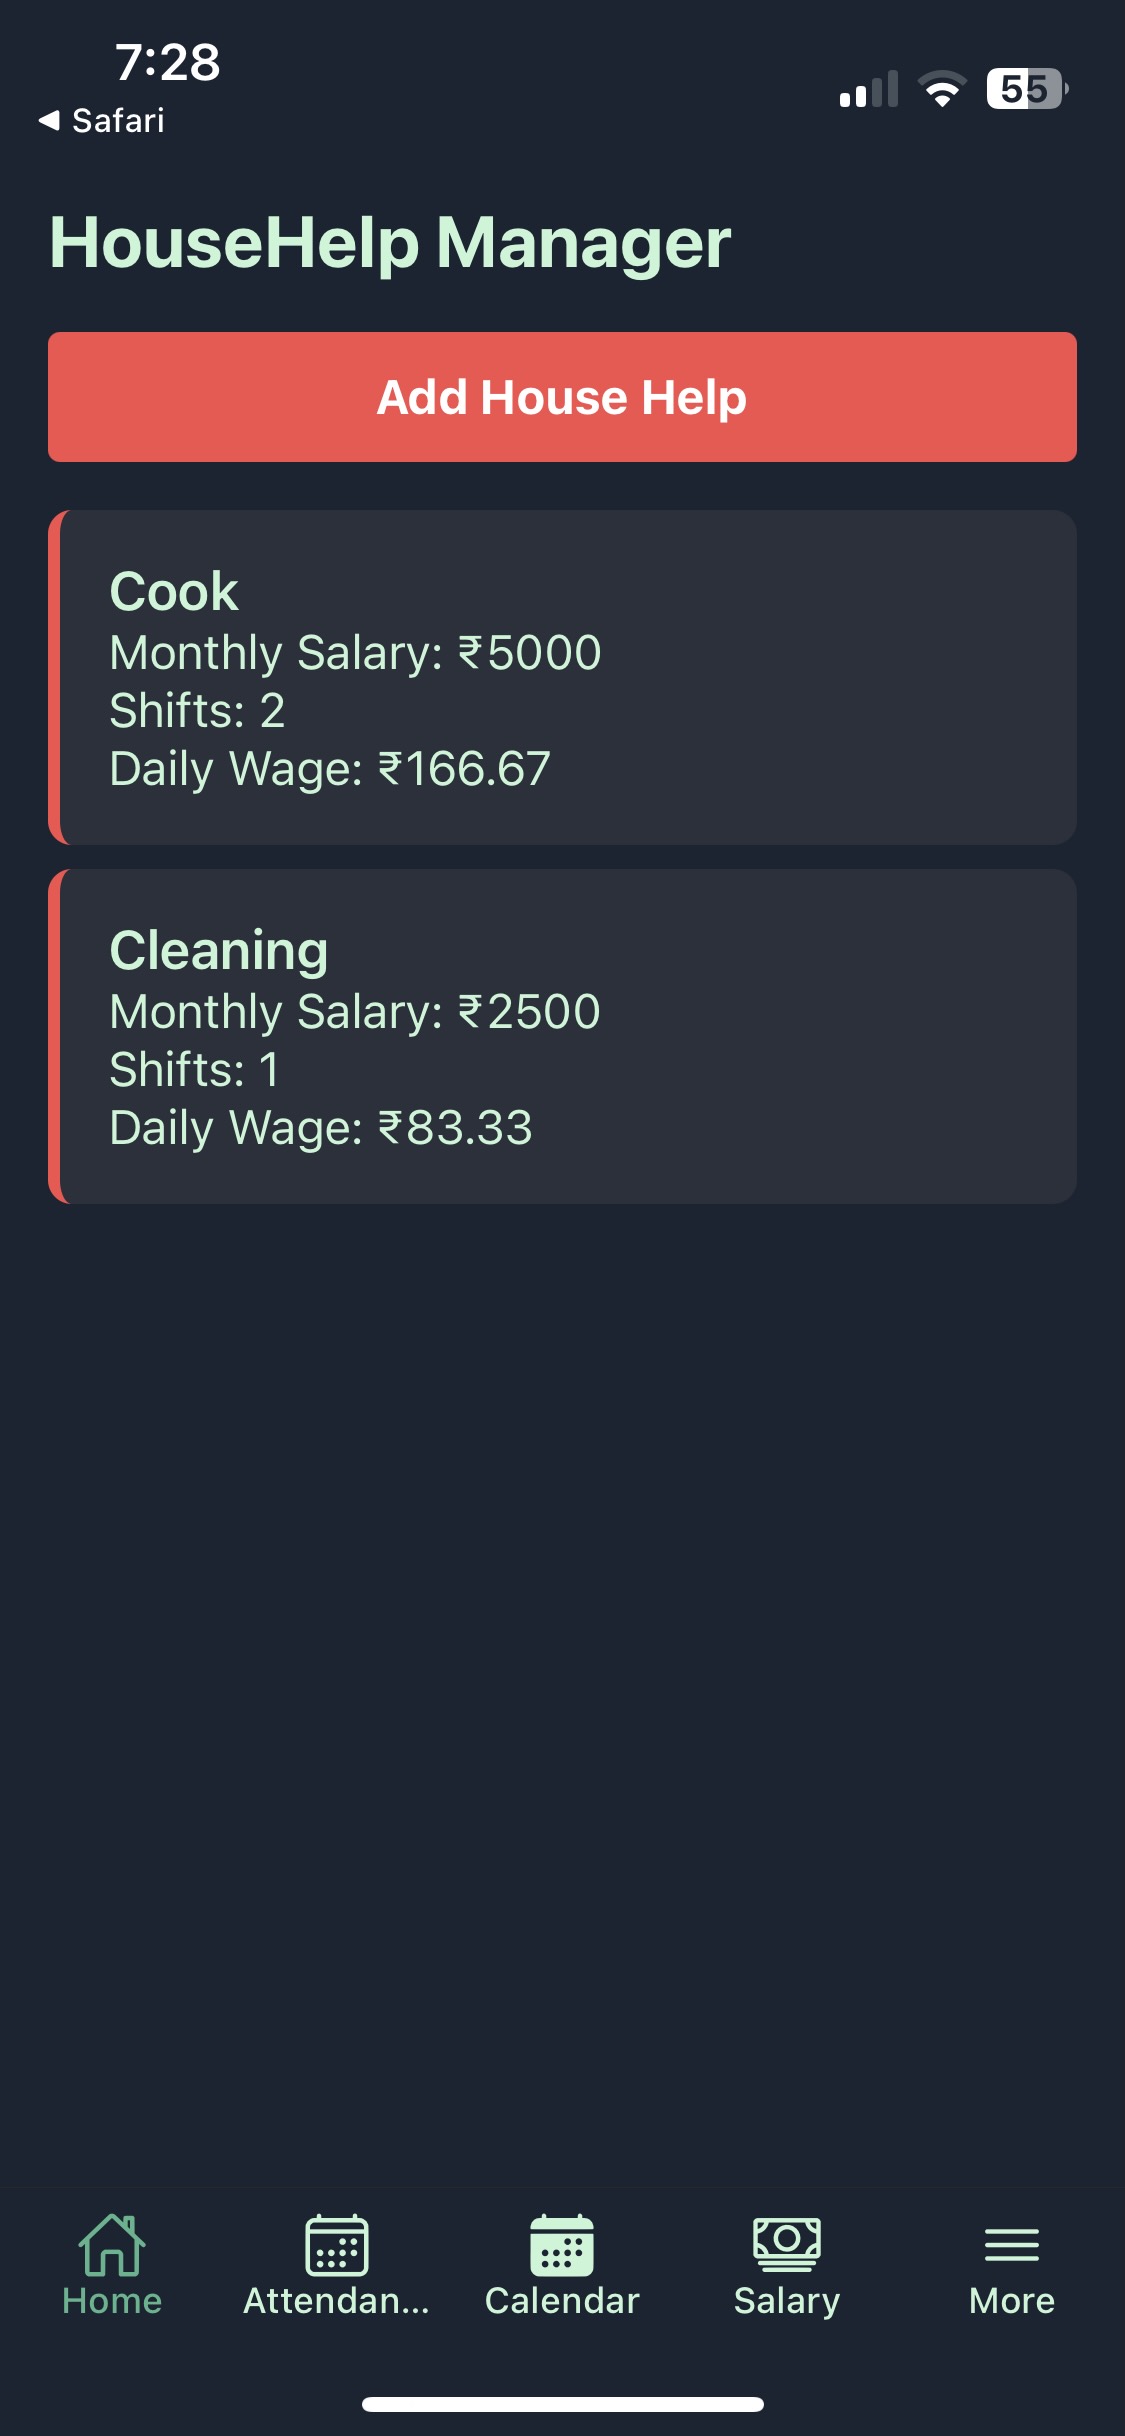 7:28
55
Safari
HouseHelp Manager
Add House Help
Cook
Monthly Salary: ₹5000
Shifts: 2
Daily Wage: ₹166.67
Cleaning
Monthly Salary: ₹2500
Shifts: 1
Daily Wage: ₹83.33
Home Attendan... Calendar Salary More